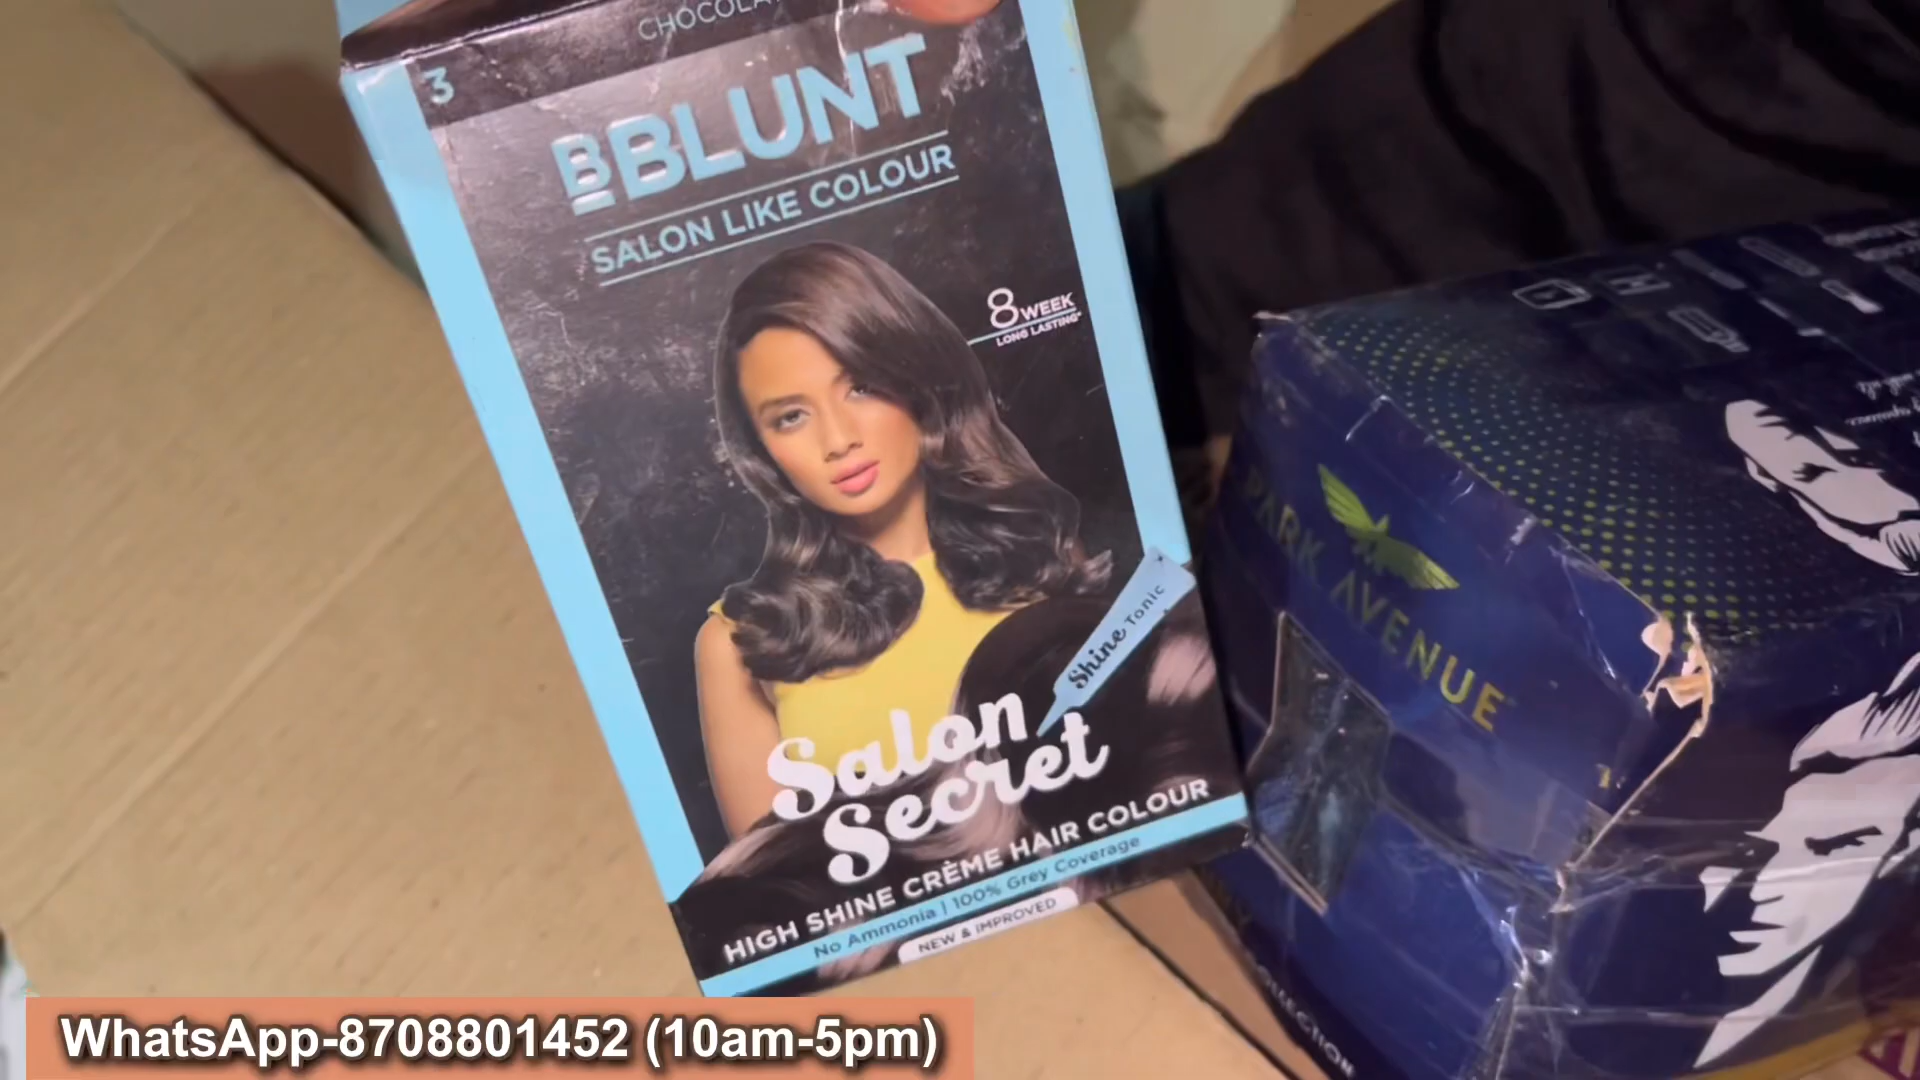 3
BBLUNT
SALON LIKE COLOUR
8 WEEK
LONG LASTING*
Shine Tonic
Salon
Secret
HIGH SHINE CRÈME HAIR COLOUR
No Ammonia | 100% Grey Coverage
NEW & IMPROVED
PARK AVENUE
WhatsApp-8708801452 (10am-5pm)